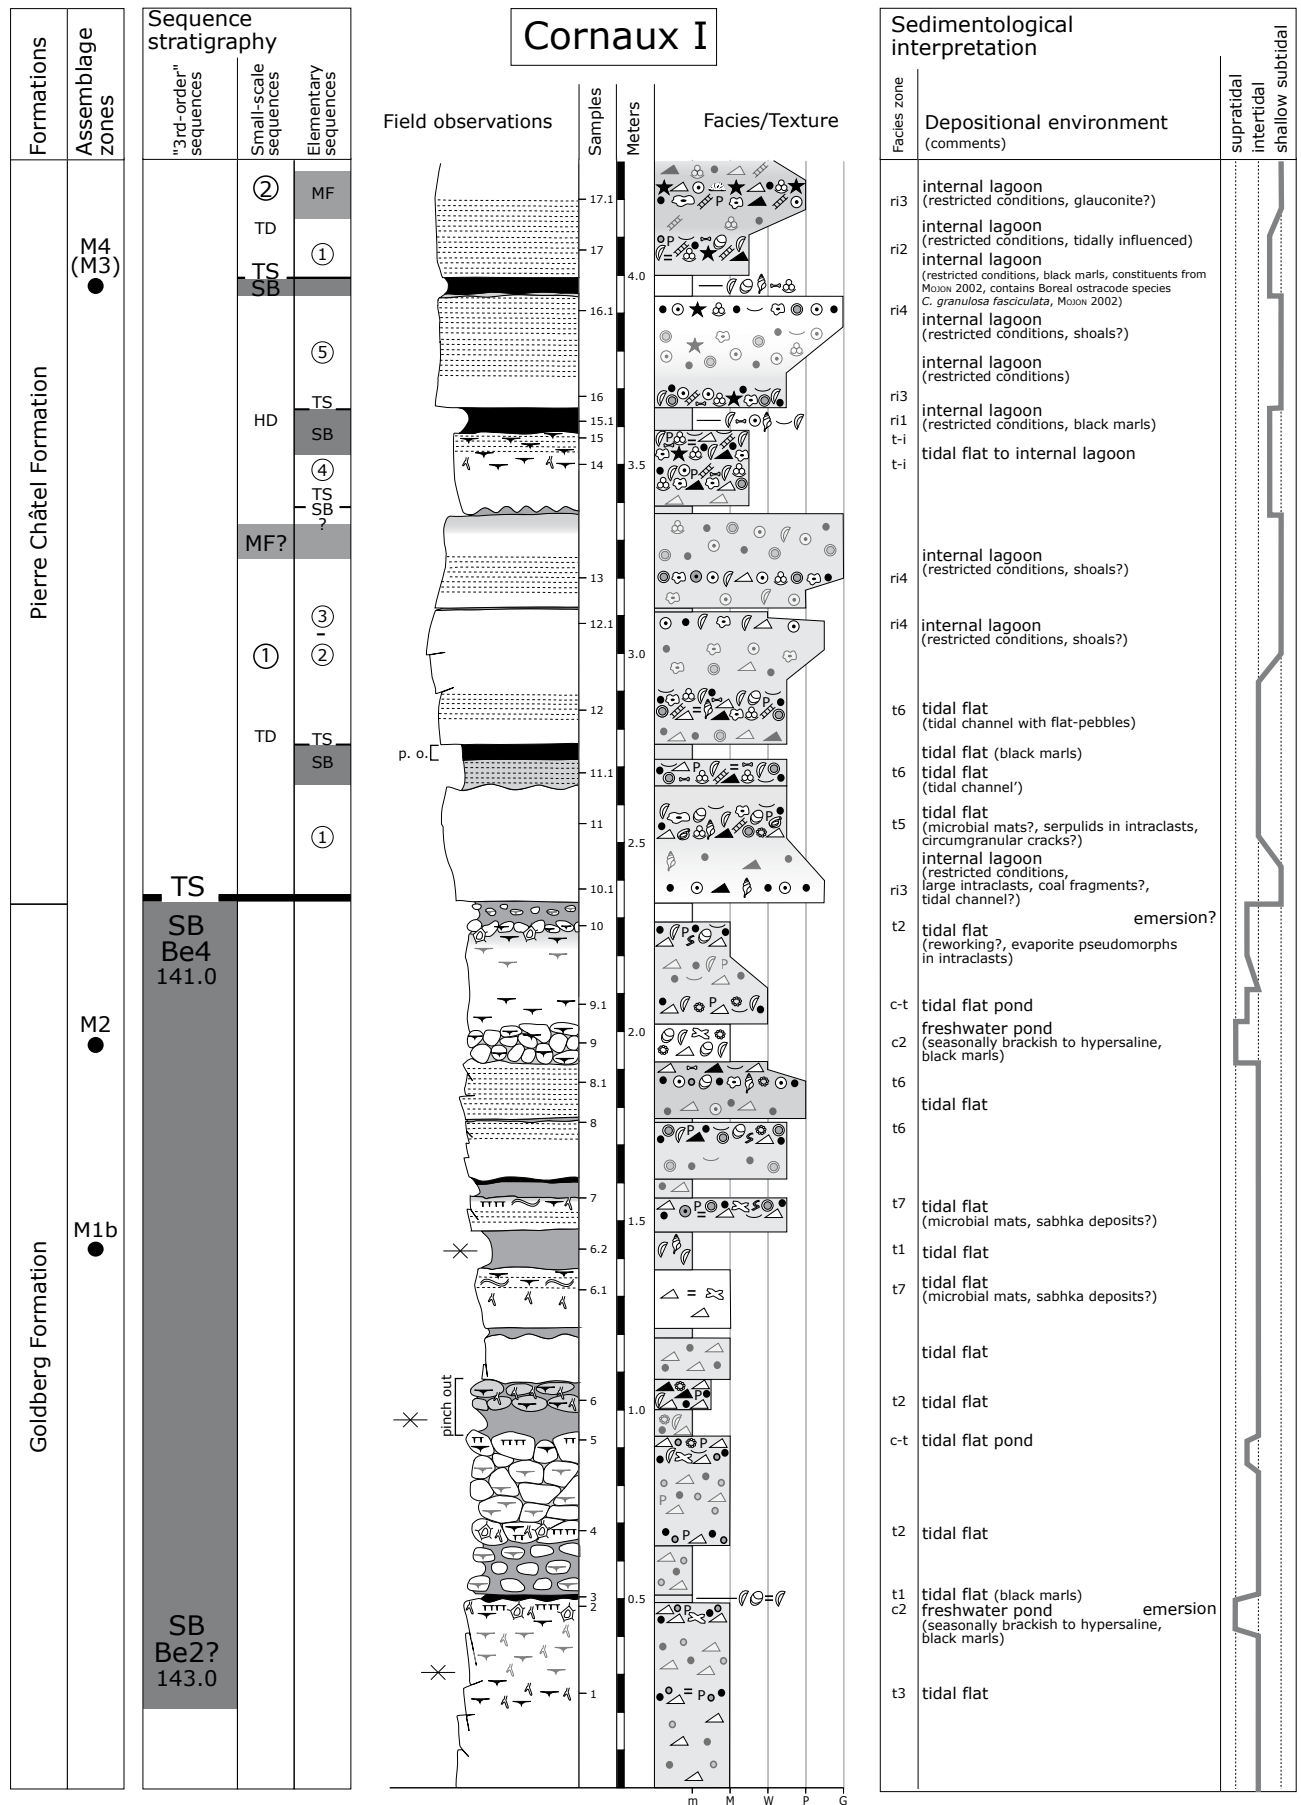 Cornaux I
Formations
Assemblage
zones
Sequence
stratigraphy
"3rd-order"
sequences
Small-scale
sequences
Elementary
sequences
Field observations
Samples
Meters
Facies/Texture
Sedimentological
interpretation
Facies zone
Depositional environment
(comments)
supratidal
intertidal
shallow subtidal
Pierre Châtel Formation
Goldberg Formation
M4
(M3)
M2
M1b
TS
SB
Be4
141.0
SB
Be2?
143.0
2
TD
TS
SB
HD
MF?
1
TD
MF
1
5
TS
SB
4
TS
SB
?
3
-
2
TS
SB
1
p. o.
pinch out
17.1
17
16.1
16
15.1
15
14
13
12.1
12
11.1
11
10.1
10
9.1
9
8.1
8
7
6.2
6.1
6
5
4
3
2
1
4.0
3.5
3.0
2.5
2.0
1.5
1.0
0.5
m M W P G
ri3
internal lagoon
(restricted conditions, glauconite?)
internal lagoon
ri2
(restricted conditions, tidally influenced)
internal lagoon
(restricted conditions, black marls, constituents from
MOJON 2002, contains Boreal ostracode species
C. granulosa fasciculata, MOJON 2002)
ri4
internal lagoon
(restricted conditions, shoals?)
internal lagoon
(restricted conditions)
ri3
internal lagoon
ri1
(restricted conditions, black marls)
t-i
tidal flat to internal lagoon
t-i
internal lagoon
(restricted conditions, shoals?)
ri4
ri4
internal lagoon
(restricted conditions, shoals?)
t6
tidal flat
(tidal channel with flat-pebbles)
tidal flat (black marls)
t6
tidal flat
(tidal channel')
tidal flat
t5
(microbial mats?, serpulids in intraclasts,
circumgranular cracks?)
internal lagoon
(restricted conditions,
ri3
large intraclasts, coal fragments?,
tidal channel?)
emersion?
t2
tidal flat
(reworking?, evaporite pseudomorphs
in intraclasts)
c-t
tidal flat pond
freshwater pond
c2
(seasonally brackish to hypersaline,
black marls)
t6
tidal flat
t6
t7
tidal flat
(microbial mats, sabhka deposits?)
t1
tidal flat
t7
tidal flat
(microbial mats, sabhka deposits?)
tidal flat
t2
tidal flat
c-t
tidal flat pond
t2
tidal flat
t1
tidal flat (black marls)
c2
freshwater pond
emersion
(seasonally brackish to hypersaline,
black marls)
t3
tidal flat